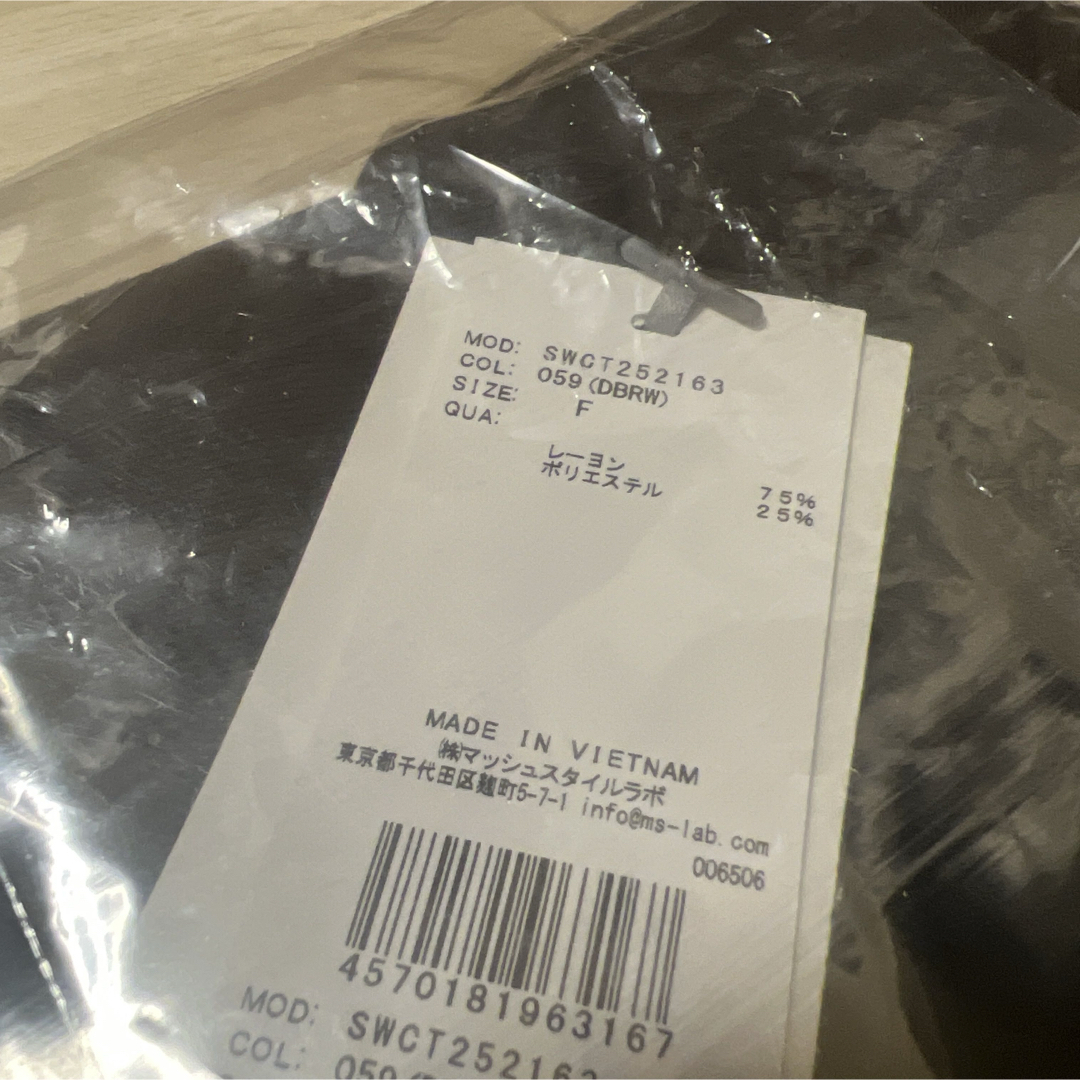 MOD: SWCT252163
COL: 059(DBRW)
SIZE: F
QUA:
レーヨン 75%
ポリエステル 25%
MADE IN VIETNAM
㈱マッシュスタイルラボ
東京都千代田区麹町5-7-1 info@ms-lab.com
006506
4570181963167
MOD: SWCT252163
COL: 059(D